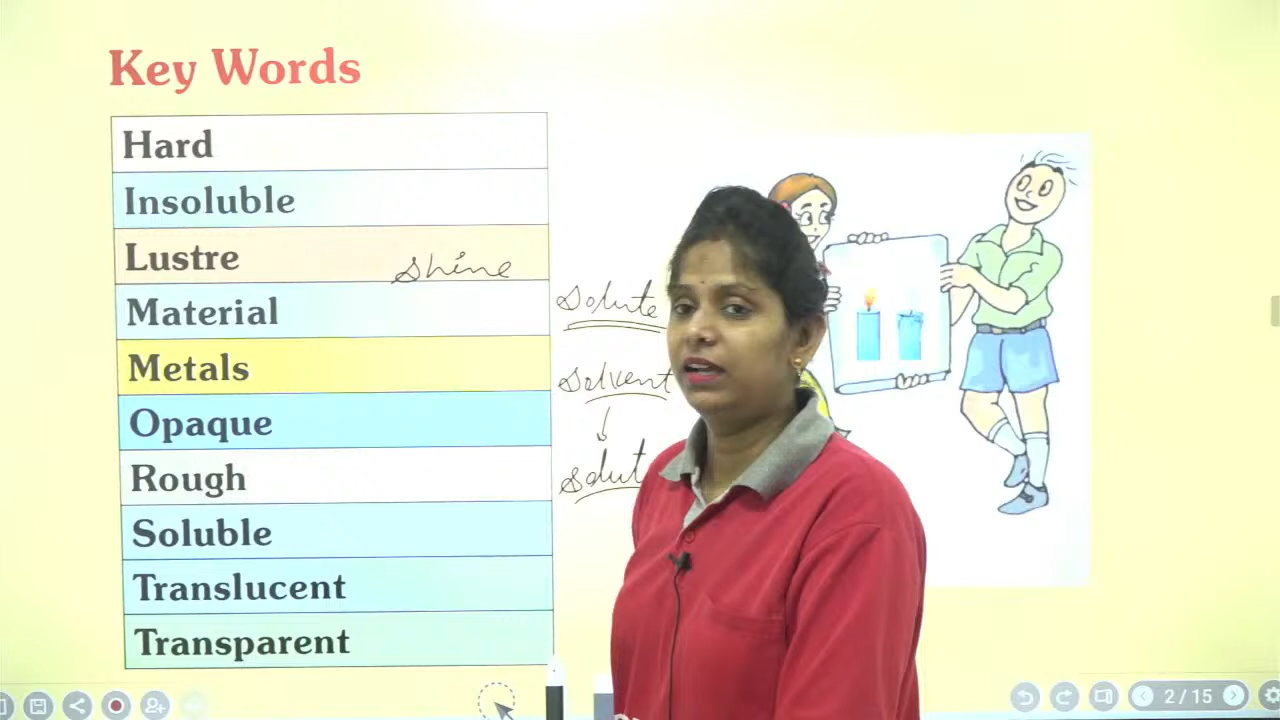 Key Words
Hard
Insoluble
Lustre shine
Material
Metals
Opaque
Rough
Soluble
Translucent
Transparent
solute
solvent
2 / 15